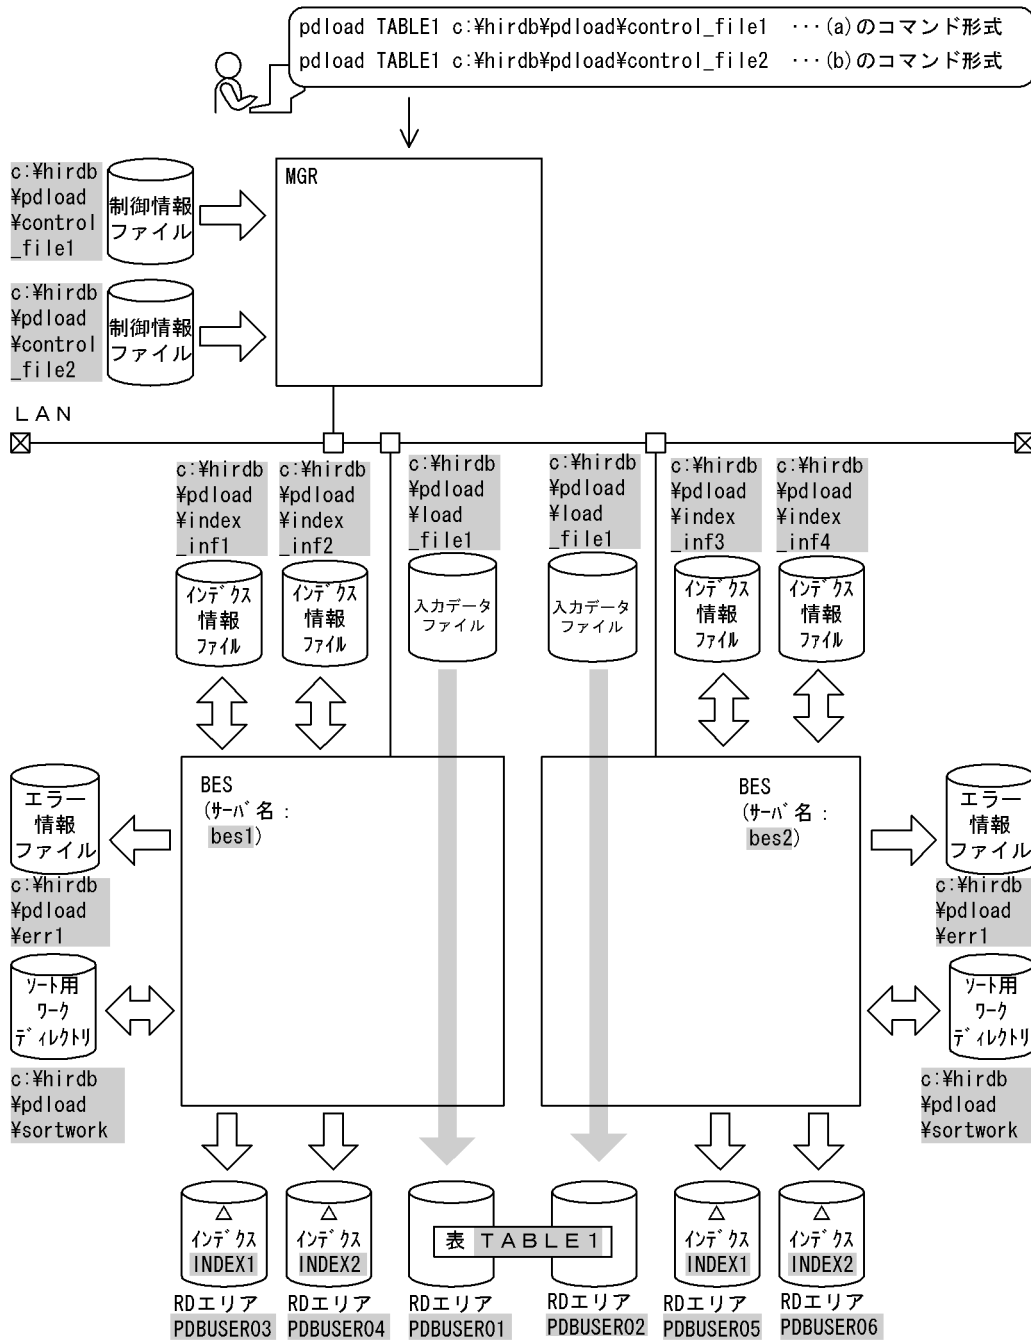 pdload TABLE1 c:¥hirdb¥pdload¥control_file1 ･･･(a)のコマンド形式
pdload TABLE1 c:¥hirdb¥pdload¥control_file2 ･･･(b)のコマンド形式
c:¥hirdb
¥pdload
¥control
_file1
制御情報
ファイル
MGR
c:¥hirdb
¥pdload
¥control
_file2
制御情報
ファイル
ＬＡＮ
c:¥hirdb
¥pdload
¥index
_inf1
c:¥hirdb
¥pdload
¥index
_inf2
c:¥hirdb
¥pdload
¥load
_file1
c:¥hirdb
¥pdload
¥load
_file1
c:¥hirdb
¥pdload
¥index
_inf3
c:¥hirdb
¥pdload
¥index
_inf4
インデクス
情報
ファイル
インデクス
情報
ファイル
入力データ
ファイル
入力データ
ファイル
インデクス
情報
ファイル
インデクス
情報
ファイル
エラー
情報
ファイル
c:¥hirdb
¥pdload
¥err1
BES
(サーバ名：
bes1)
BES
(サーバ名：
bes2)
エラー
情報
ファイル
c:¥hirdb
¥pdload
¥err1
ソート用
ワーク
ディレクトリ
c:¥hirdb
¥pdload
¥sortwork
ソート用
ワーク
ディレクトリ
c:¥hirdb
¥pdload
¥sortwork
△
インデクス
INDEX1
△
インデクス
INDEX2
表 ＴＡＢＬＥ１
△
インデクス
INDEX1
△
インデクス
INDEX2
RDエリア
PDBUSER03
RDエリア
PDBUSER04
RDエリア
PDBUSER01
RDエリア
PDBUSER02
RDエリア
PDBUSER05
RDエリア
PDBUSER06